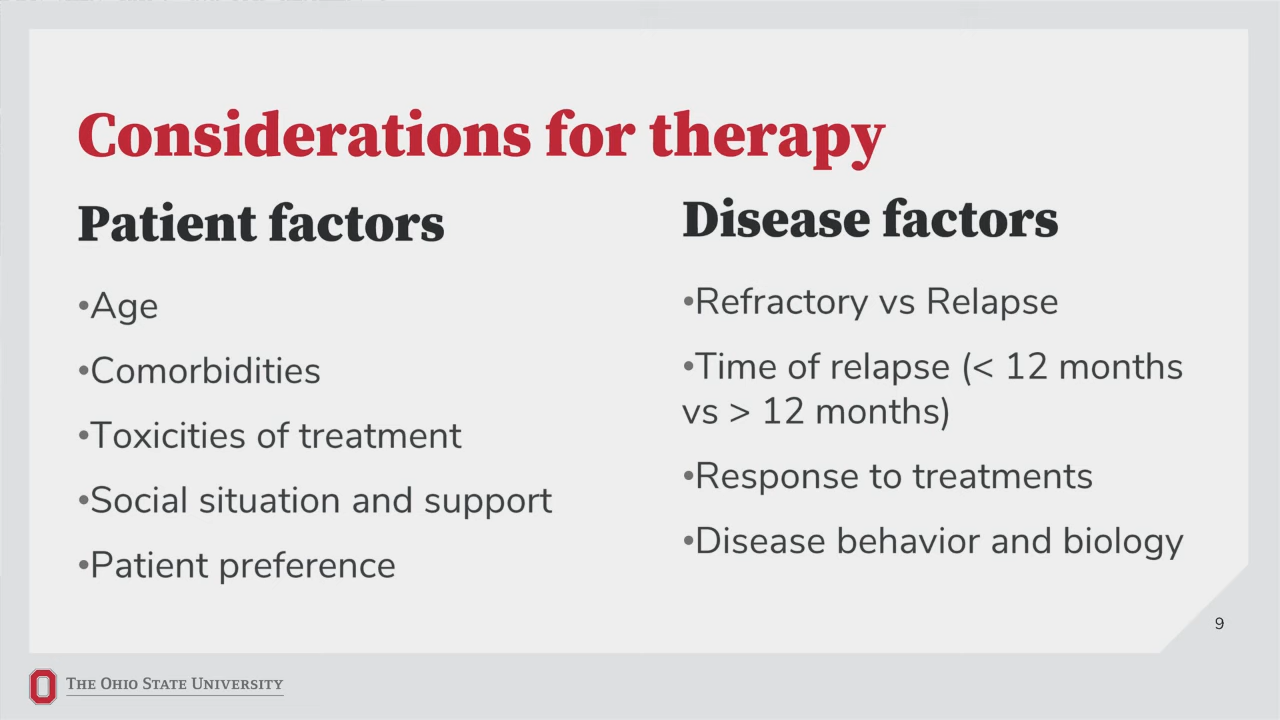 Considerations for therapy
Patient factors
•Age
•Comorbidities
•Toxicities of treatment
•Social situation and support
•Patient preference
Disease factors
•Refractory vs Relapse
•Time of relapse (< 12 months
vs > 12 months)
•Response to treatments
•Disease behavior and biology
9
The Ohio State University